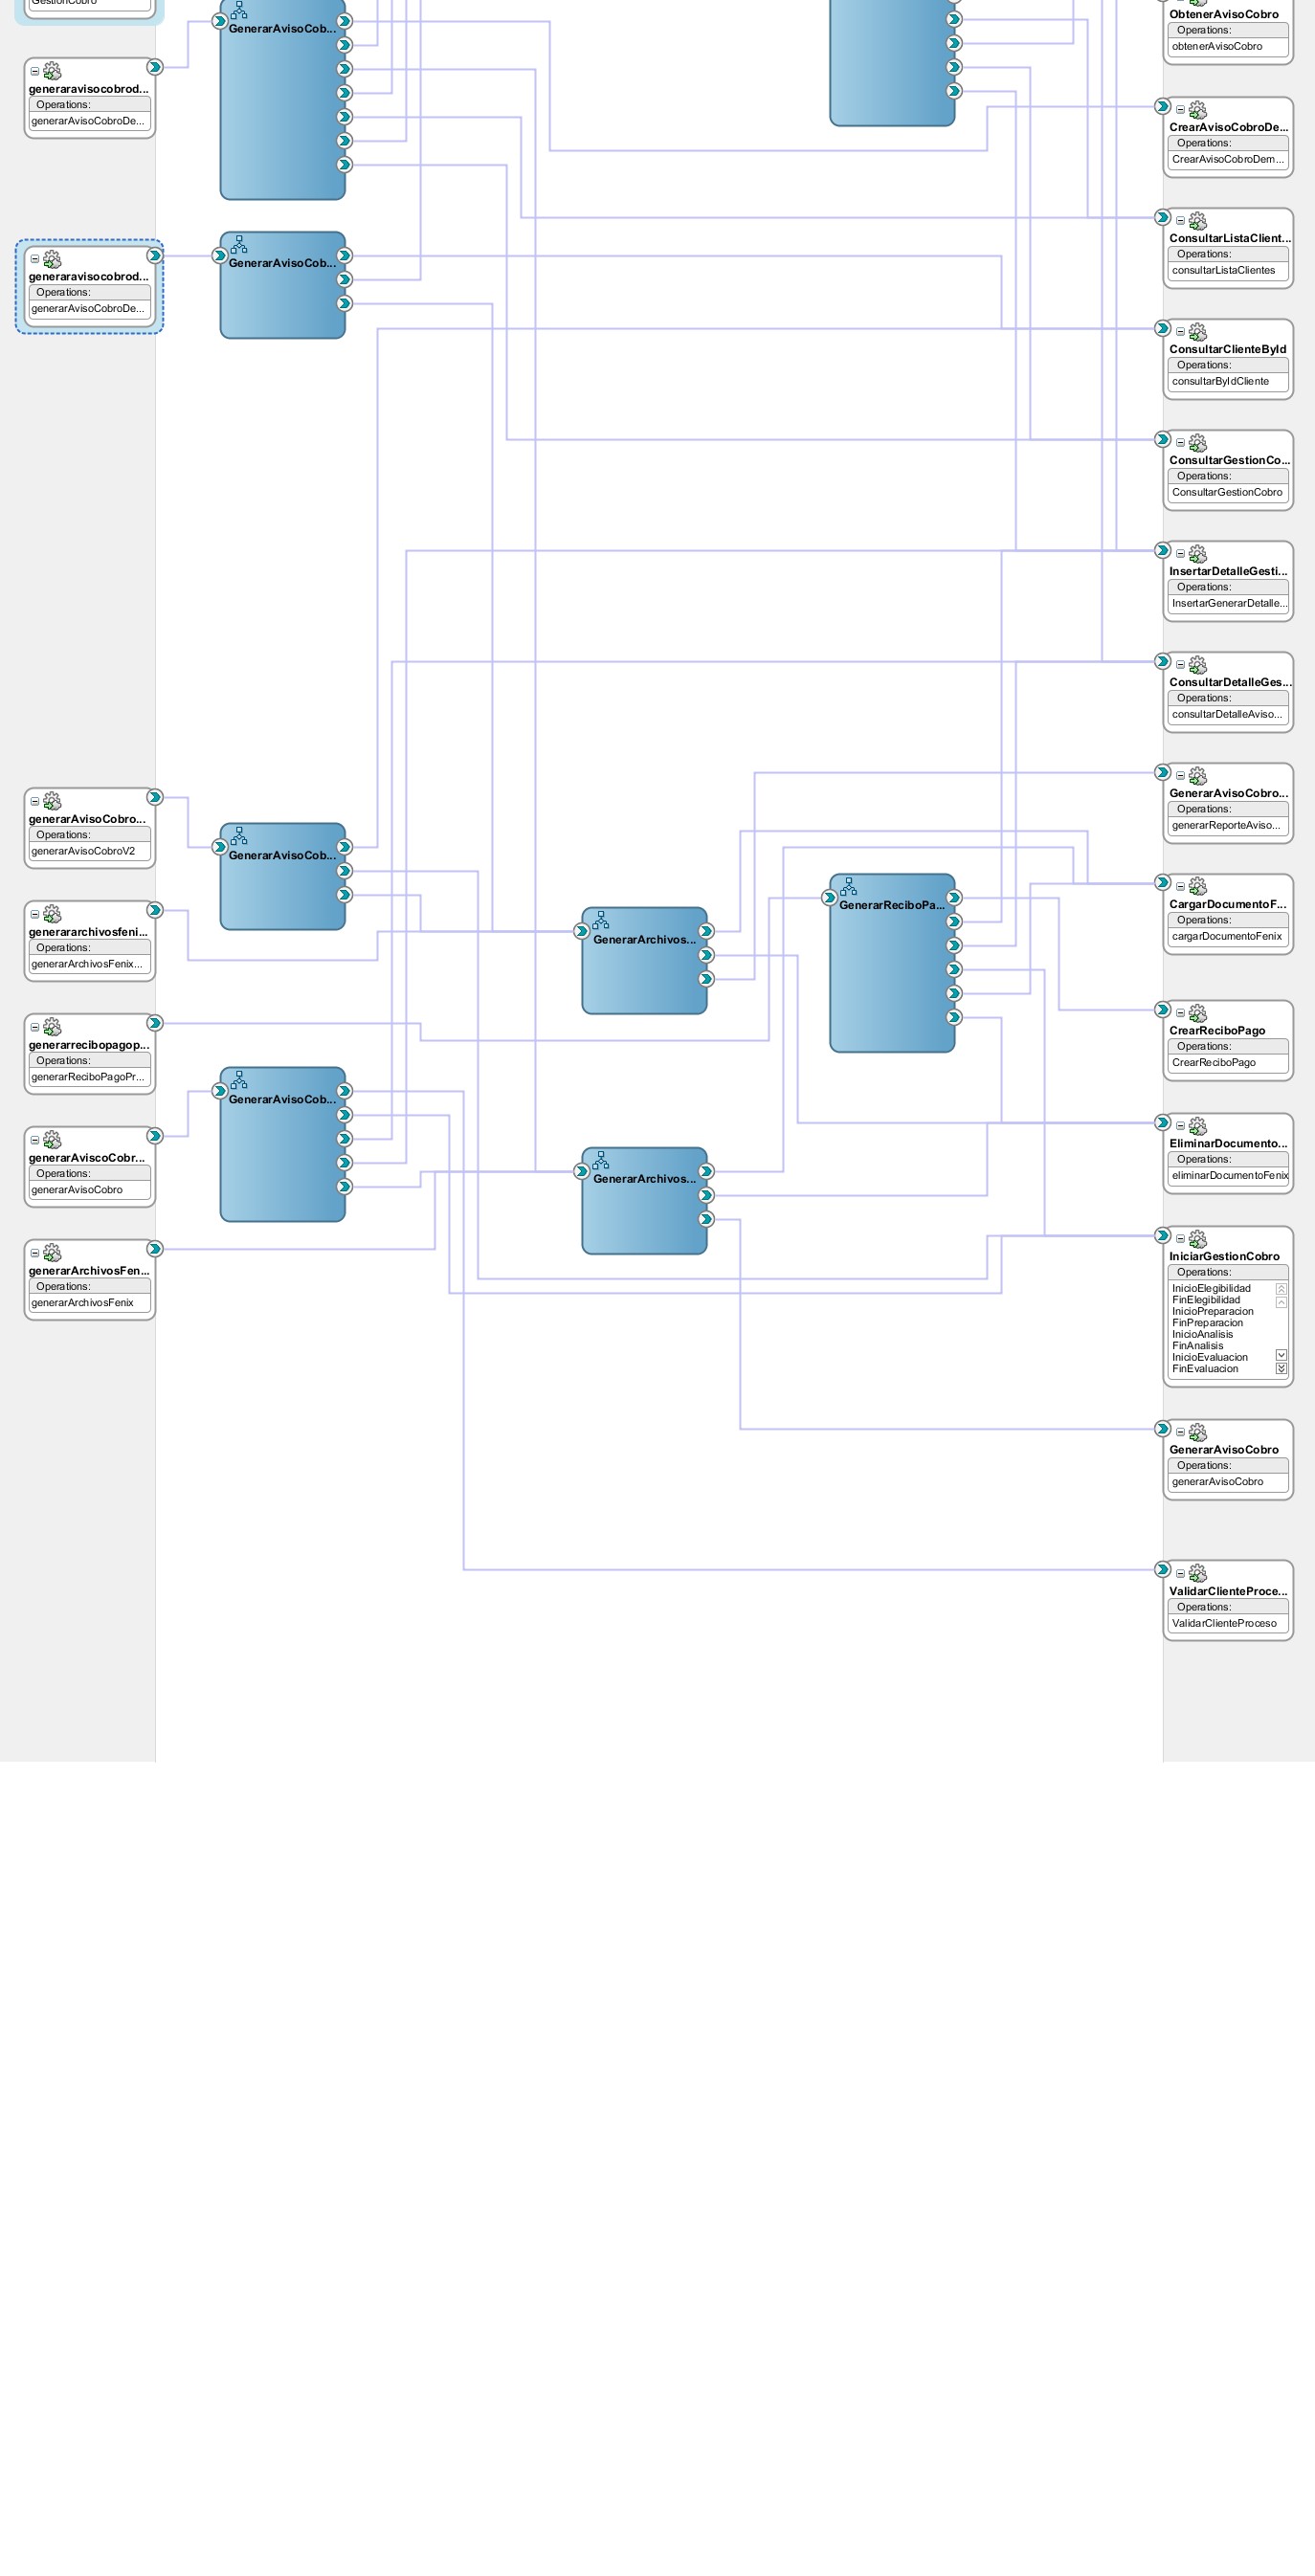 GestionCobro
generaravisocobrod...
Operations:
generarAvisoCobroDe...
generaravisocobrod...
Operations:
generarAvisoCobroDe...
generarAvisoCobro...
Operations:
generarAvisoCobroV2
generararchivosfeni...
Operations:
generarArchivosFenix...
generarrecibopagop...
Operations:
generarReciboPagoPr...
generarAviscoCobr...
Operations:
generarAvisoCobro
generarArchivosFen...
Operations:
generarArchivosFenix
GenerarAvisoCob...
GenerarAvisoCob...
GenerarAvisoCob...
GenerarAvisoCob...
GenerarArchivos...
GenerarArchivos...
GenerarReciboPa...
ObtenerAvisoCobro
Operations:
obtenerAvisoCobro
CrearAvisoCobroDe...
Operations:
CrearAvisoCobroDem...
ConsultarListaClient...
Operations:
consultarListaClientes
ConsultarClienteById
Operations:
consultarByIdCliente
ConsultarGestionCo...
Operations:
ConsultarGestionCobro
InsertarDetalleGesti...
Operations:
InsertarGenerarDetalle...
ConsultarDetalleGes...
Operations:
consultarDetalleAviso...
GenerarAvisoCobro...
Operations:
generarReporteAviso...
CargarDocumentoF...
Operations:
cargarDocumentoFenix
CrearReciboPago
Operations:
CrearReciboPago
EliminarDocumento...
Operations:
eliminarDocumentoFenix
IniciarGestionCobro
Operations:
InicioElegibilidad
FinElegibilidad
InicioPreparacion
FinPreparacion
InicioAnalisis
FinAnalisis
InicioEvaluacion
FinEvaluacion
GenerarAvisoCobro
Operations:
generarAvisoCobro
ValidarClienteProce...
Operations:
ValidarClienteProceso